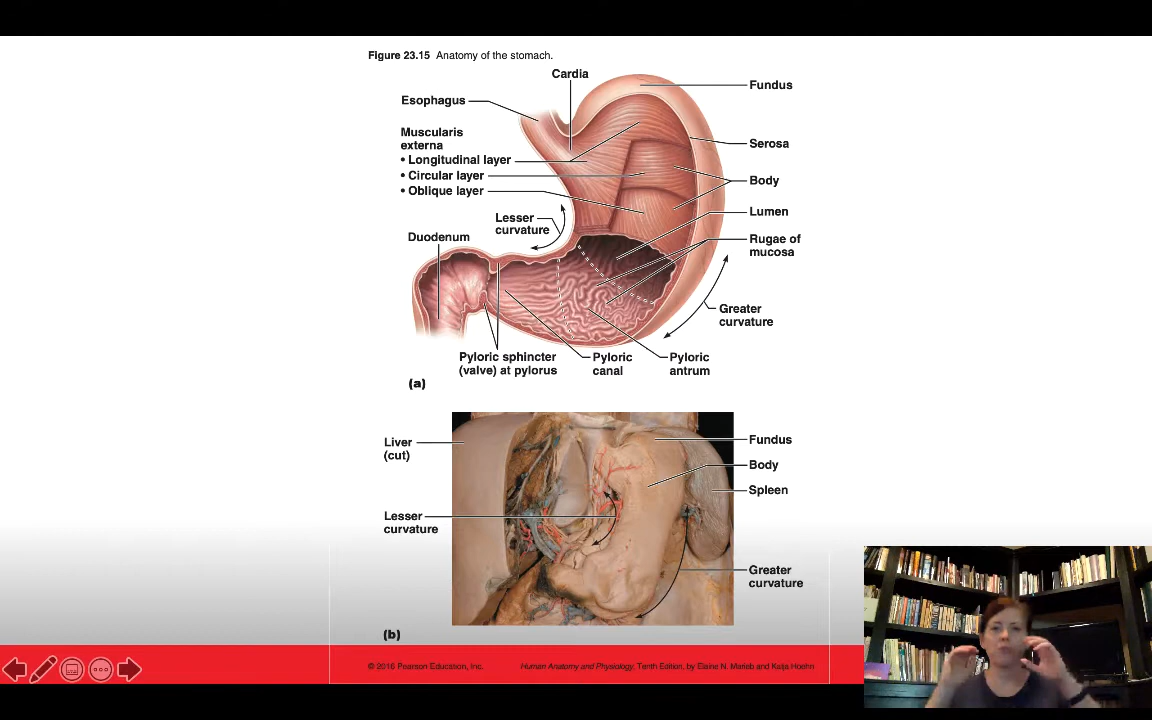 Figure 23.15 Anatomy of the stomach.
Cardia
Fundus
Esophagus
Muscularis
externa
• Longitudinal layer
• Circular layer
• Oblique layer
Serosa
Body
Lumen
Lesser
curvature
Duodenum
Rugae of
mucosa
Greater
curvature
Pyloric sphincter
(valve) at pylorus
Pyloric
canal
Pyloric
antrum
(a)
Liver
(cut)
Fundus
Body
Spleen
Lesser
curvature
Greater
curvature
(b)
© 2016 Pearson Education, Inc.
Human Anatomy and Physiology, Tenth Edition, by Elaine N. Marieb and Katja Hoehn